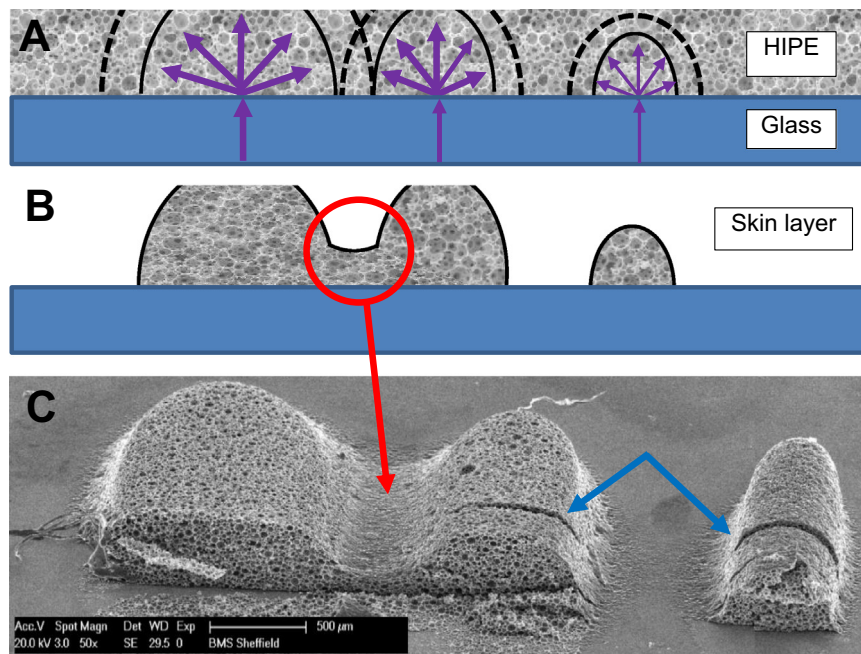 A
HIPE
Glass
B
Skin layer
C
Acc.V Spot Magn Det WD Exp 500 µm
20.0 kV 3.0 50x SE 29.5 0 BMS Sheffield